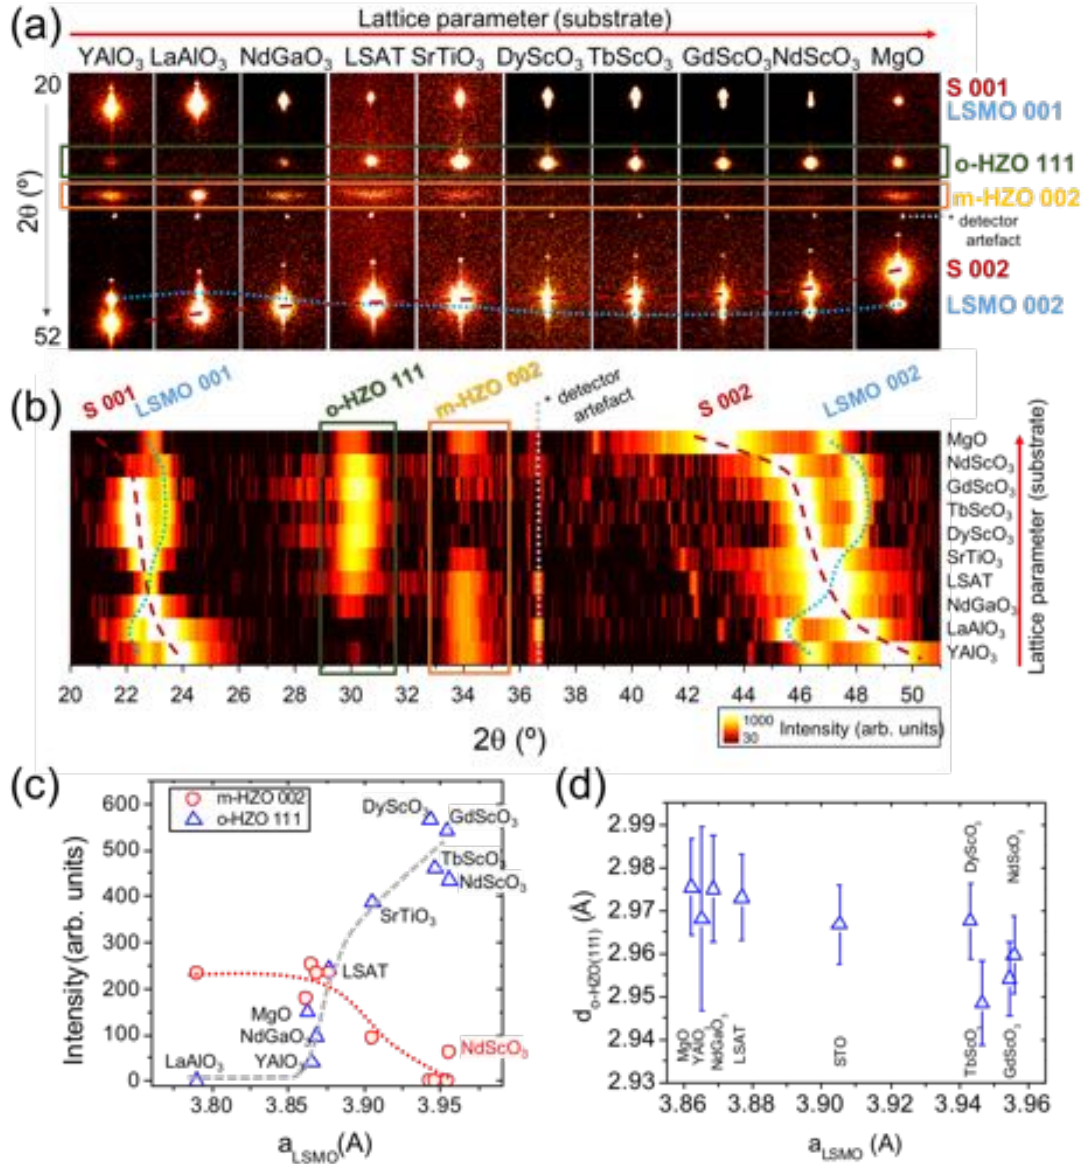 (a)
Lattice parameter (substrate)
YAlO₃ LaAlO₃ NdGaO₃ LSAT SrTiO₃ DyScO₃ TbScO₃ GdScO₃ NdScO₃ MgO
20
2θ (º)
52
S 001
LSMO 001
o-HZO 111
m-HZO 002
* detector
artefact
S 002
LSMO 002
(b)
S 001
LSMO 001
o-HZO 111
m-HZO 002
* detector
artefact
S 002
LSMO 002
MgO
NdScO₃
GdScO₃
TbScO₃
DyScO₃
SrTiO₃
LSAT
NdGaO₃
LaAlO₃
YAlO₃
Lattice parameter (substrate)
20 22 24 26 28 30 32 34 36 38 40 42 44 46 48 50
2θ (º)
1000
30
Intensity (arb. units)
(c)
m-HZO 002
o-HZO 111
Intensity (arb. units)
600
500
400
300
200
100
0
DyScO₃
GdScO₃
TbScO₃
NdScO₃
SrTiO₃
LSAT
MgO
NdGaO₃
NdScO₃
LaAlO₃
YAlO₃
3.80 3.85 3.90 3.95
a_LSMO(A)
(d)
d_o-HZO(111) (Å)
2.99
2.98
2.97
2.96
2.95
2.94
2.93
MgO
YAlO₃
NdGaO₃
LSAT
STO
TbScO₃
DyScO₃
GdScO₃
NdScO₃
3.86 3.88 3.90 3.92 3.94 3.96
a_LSMO (A)